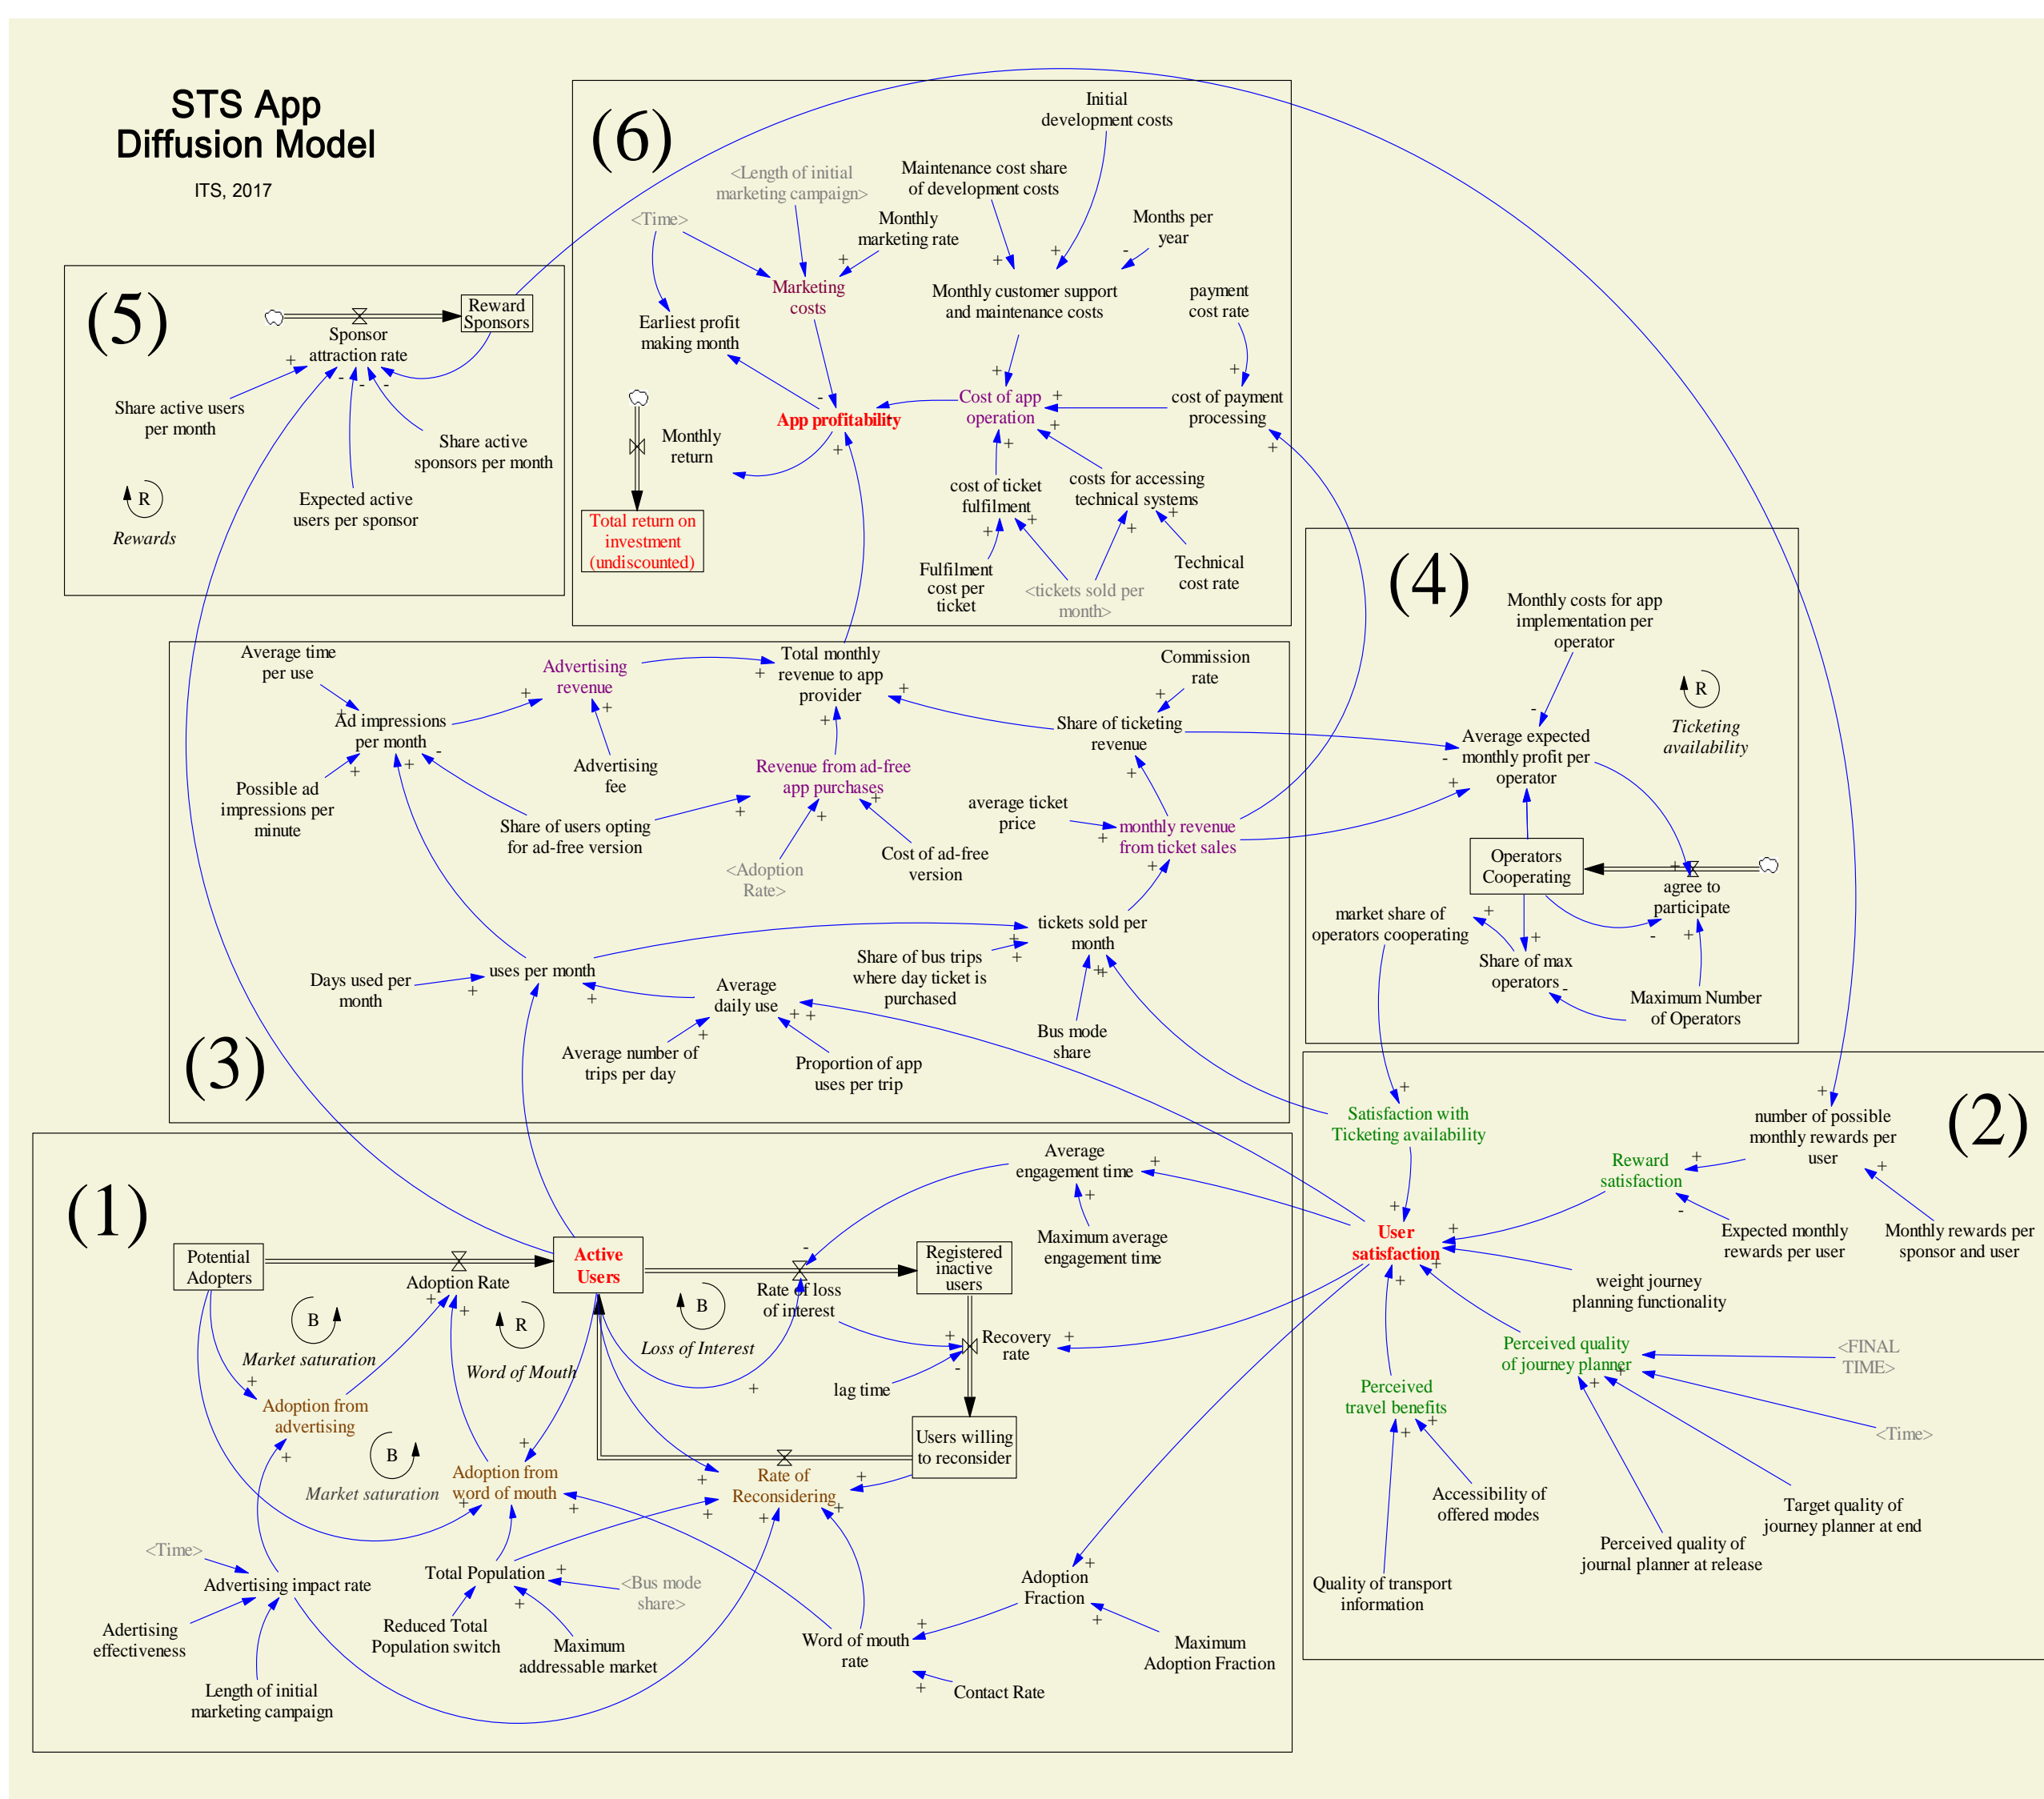 STS App
Diffusion Model
ITS, 2017
(6)
Initial
development costs
<Length of initial
marketing campaign>
Maintenance cost share
of development costs
<Time>
Monthly
marketing rate
Months per
year
Marketing
costs
Monthly customer support
and maintenance costs
payment
cost rate
Earliest profit
making month
App profitability
Cost of app
operation
cost of payment
processing
Monthly
return
cost of ticket
fulfilment
costs for accessing
technical systems
Total return on
investment
(undiscounted)
Fulfilment
cost per
ticket
<tickets sold per
month>
Technical
cost rate
(5)
Reward
Sponsors
Sponsor
attraction rate
Share active users
per month
Share active
sponsors per month
Expected active
users per sponsor
R
Rewards
(4)
Monthly costs for app
implementation per
operator
R
Ticketing
availability
Average expected
monthly profit per
operator
Operators
Cooperating
agree to
participate
market share of
operators cooperating
Share of max
operators
Maximum Number
of Operators
(3)
Average time
per use
Advertising
revenue
Total monthly
revenue to app
provider
Commission
rate
Ad impressions
per month
Share of ticketing
revenue
Possible ad
impressions per
minute
Advertising
fee
Revenue from ad-free
app purchases
Share of users opting
for ad-free version
average ticket
price
monthly revenue
from ticket sales
<Adoption
Rate>
Cost of ad-free
version
tickets sold per
month
Days used per
month
uses per month
Average
daily use
Share of bus trips
where day ticket is
purchased
Average number of
trips per day
Proportion of app
uses per trip
Bus mode
share
(2)
Satisfaction with
Ticketing availability
number of possible
monthly rewards per
user
Reward
satisfaction
User
satisfaction
Expected monthly
rewards per user
Monthly rewards per
sponsor and user
weight journey
planning functionality
Perceived quality
of journey planner
<FINAL
TIME>
Perceived
travel benefits
<Time>
Accessibility of
offered modes
Target quality of
journey planner at end
Perceived quality of
journal planner at release
Quality of transport
information
(1)
Average
engagement time
Maximum average
engagement time
Potential
Adopters
Adoption Rate
Active
Users
Rate of loss
of interest
Registered
inactive
users
B
Market saturation
R
Word of Mouth
B
Loss of Interest
Recovery
rate
lag time
Adoption from
advertising
B
Market saturation
Adoption from
word of mouth
Rate of
Reconsidering
Users willing
to reconsider
<Time>
Advertising impact rate
Total Population
<Bus mode
share>
Adoption
Fraction
Adertising
effectiveness
Reduced Total
Population switch
Maximum
addressable market
Word of mouth
rate
Maximum
Adoption Fraction
Length of initial
marketing campaign
Contact Rate